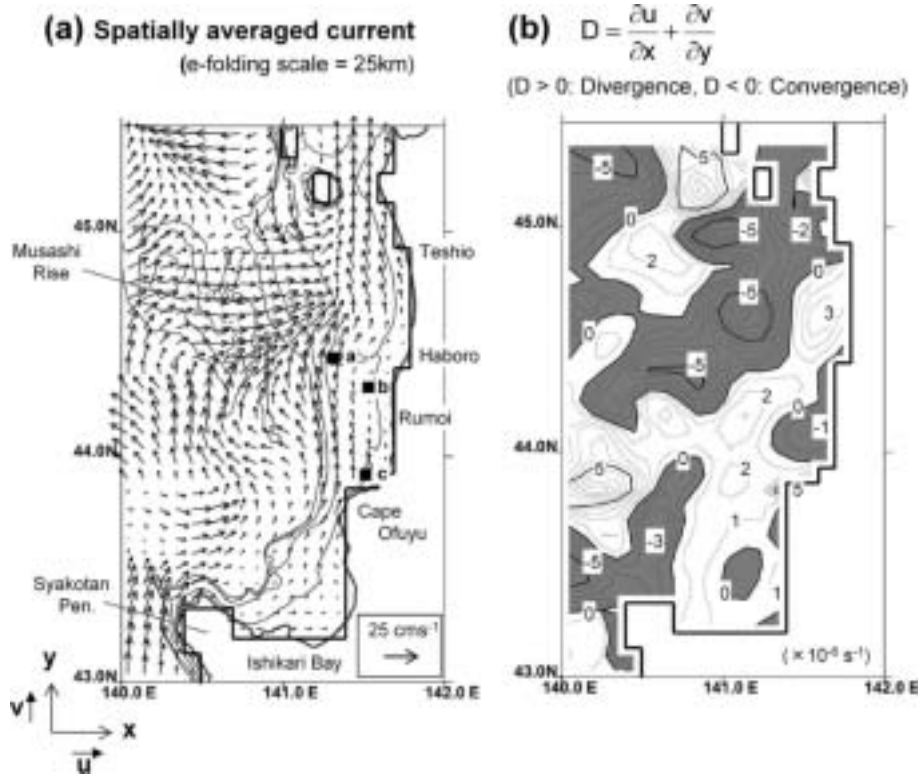 (a) Spatially averaged current
(e-folding scale = 25km)
45.0N
Musashi
Rise
Teshio
a
Haboro
b
Rumoi
44.0N
c
Cape
Ofuyu
Syakotan
Pen.
25 cms⁻¹
Ishikari Bay
43.0N
140.0 E
141.0 E
142.0 E
y
v
x
u
(b) D = ∂u/∂x + ∂v/∂y
(D > 0: Divergence, D < 0: Convergence)
-5
5
0
45.0N
-5
-2
2
0
-5
3
0
-5
2
0
-1
44.0N
0
2
5
5
1
-3
-5
0
0
1
(×10⁻⁶ s⁻¹)
43.0N
140.0 E
141.0 E
142.0 E